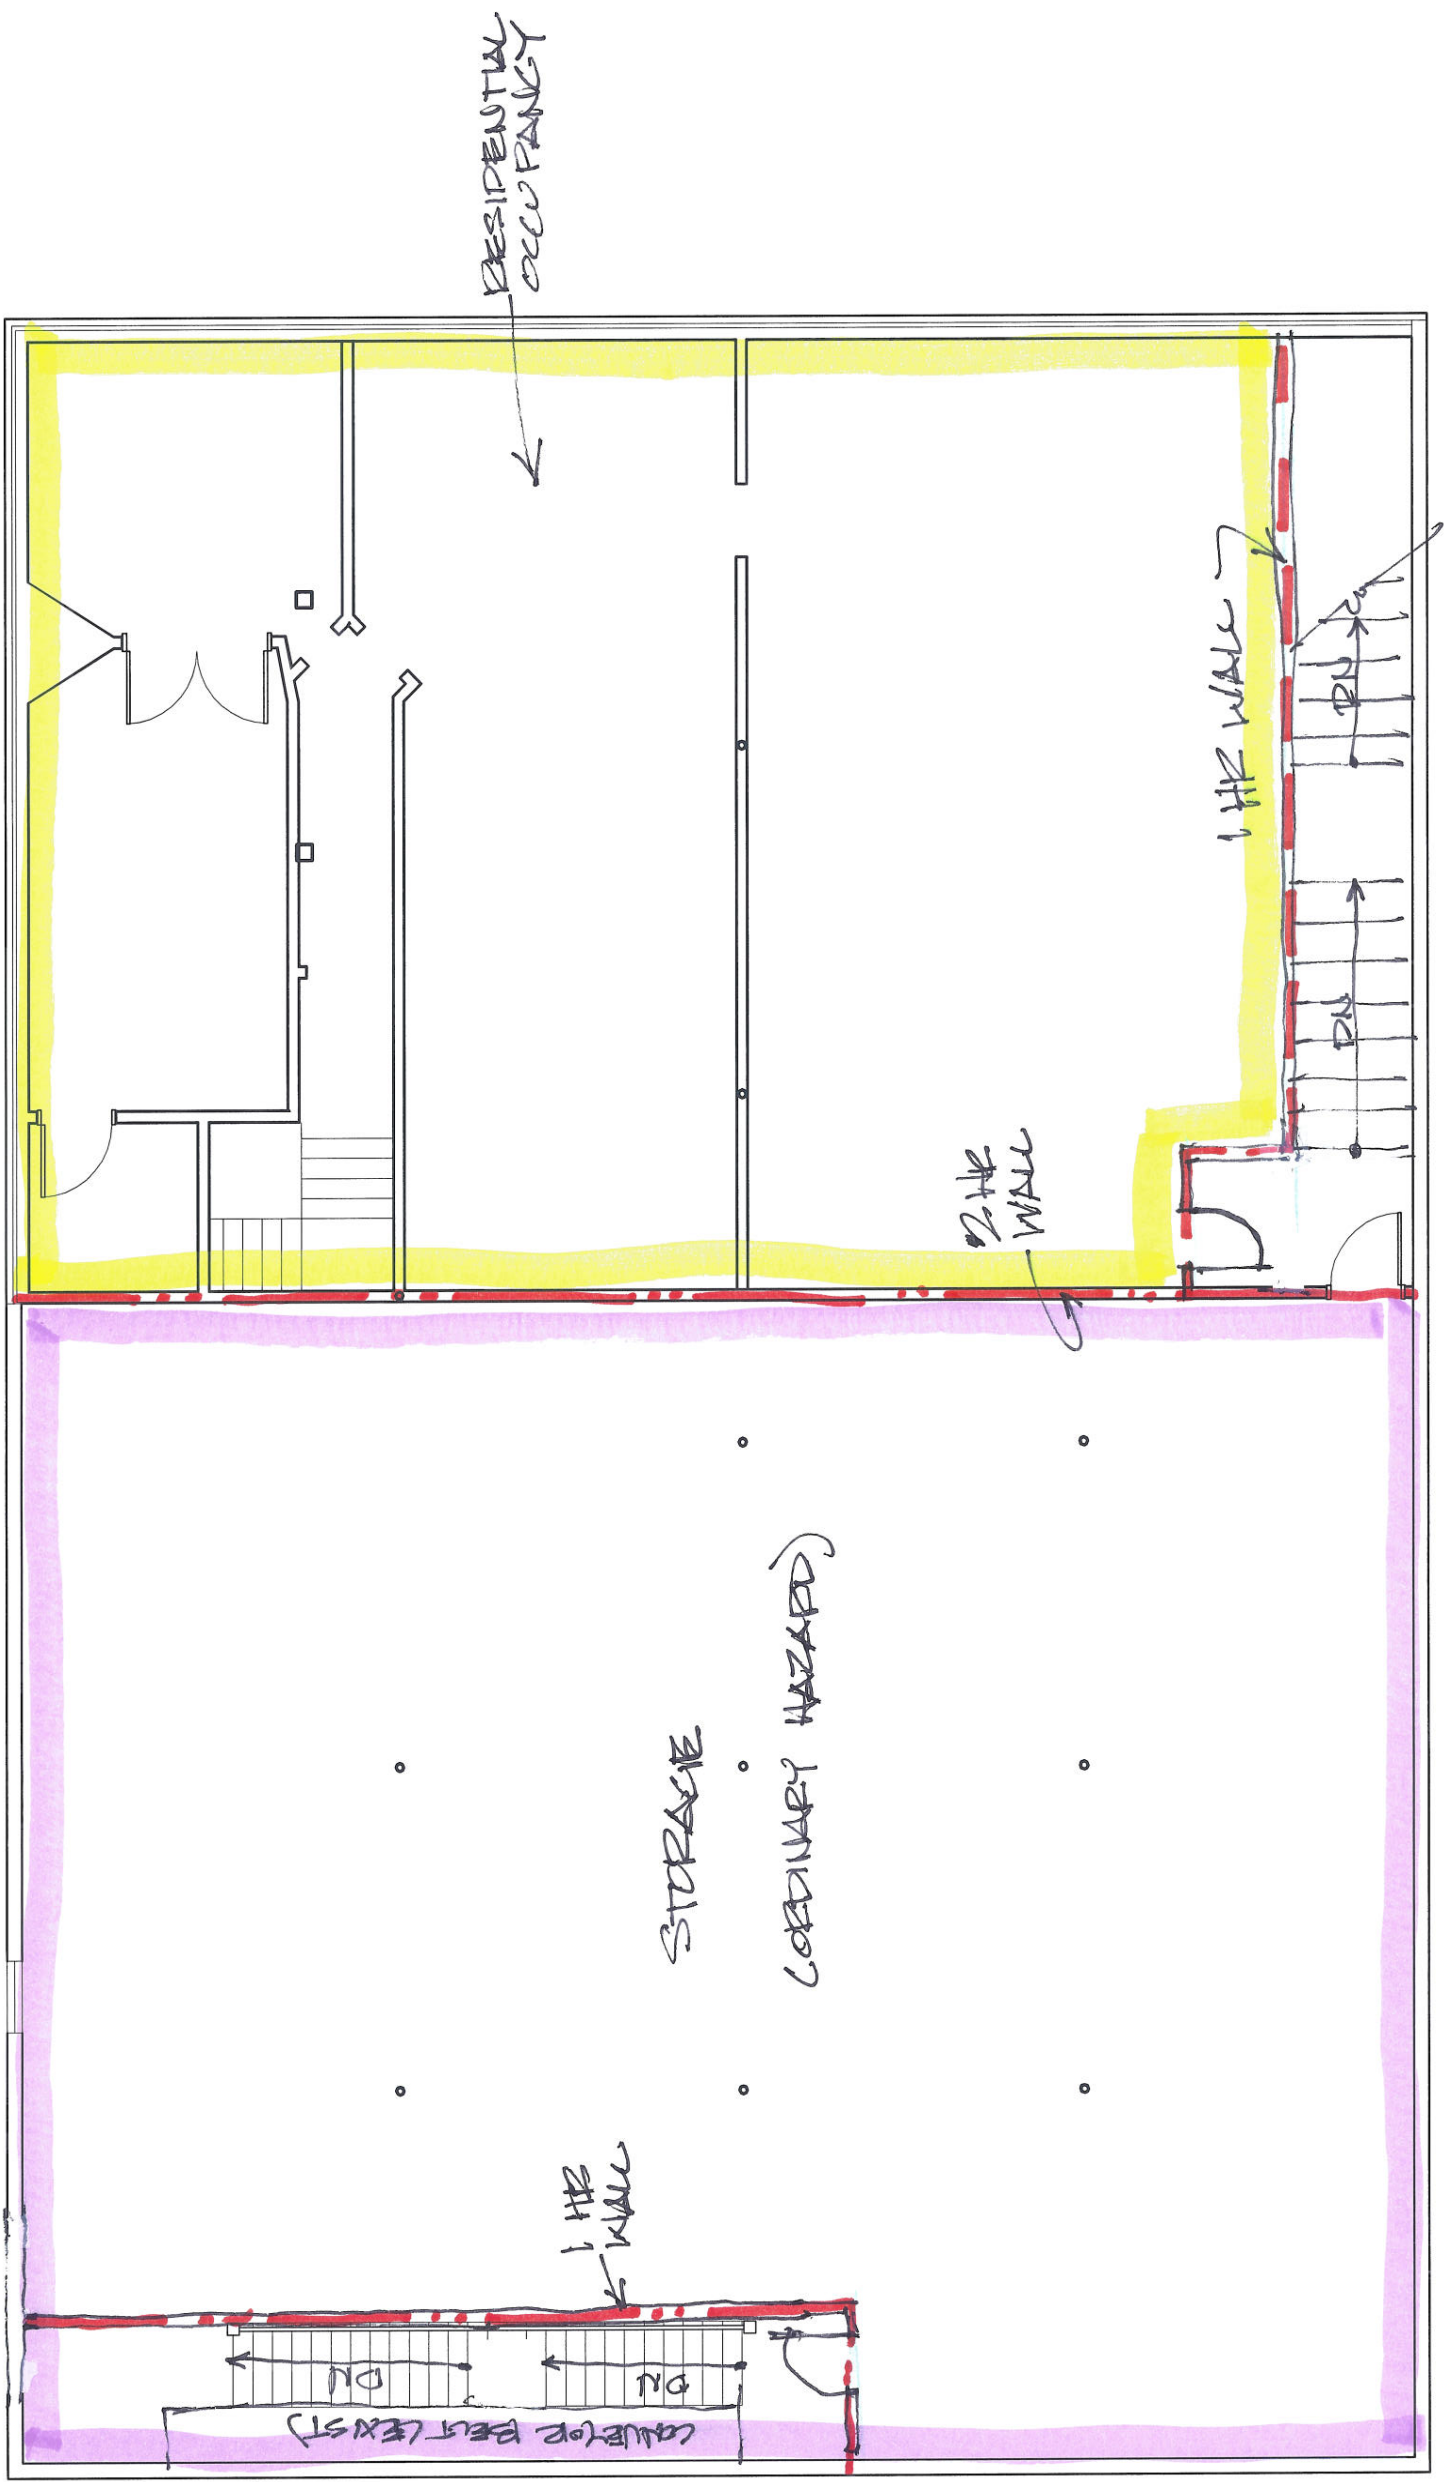 RESIDENTIAL
OCCUPANCY
1 HR WALL
DN
DN
2 HR
WALL
STORAGE
(ORDINARY HAZARD)
1 HR
WALL
DN
DN
CONVEYOR BELT (EXIST)